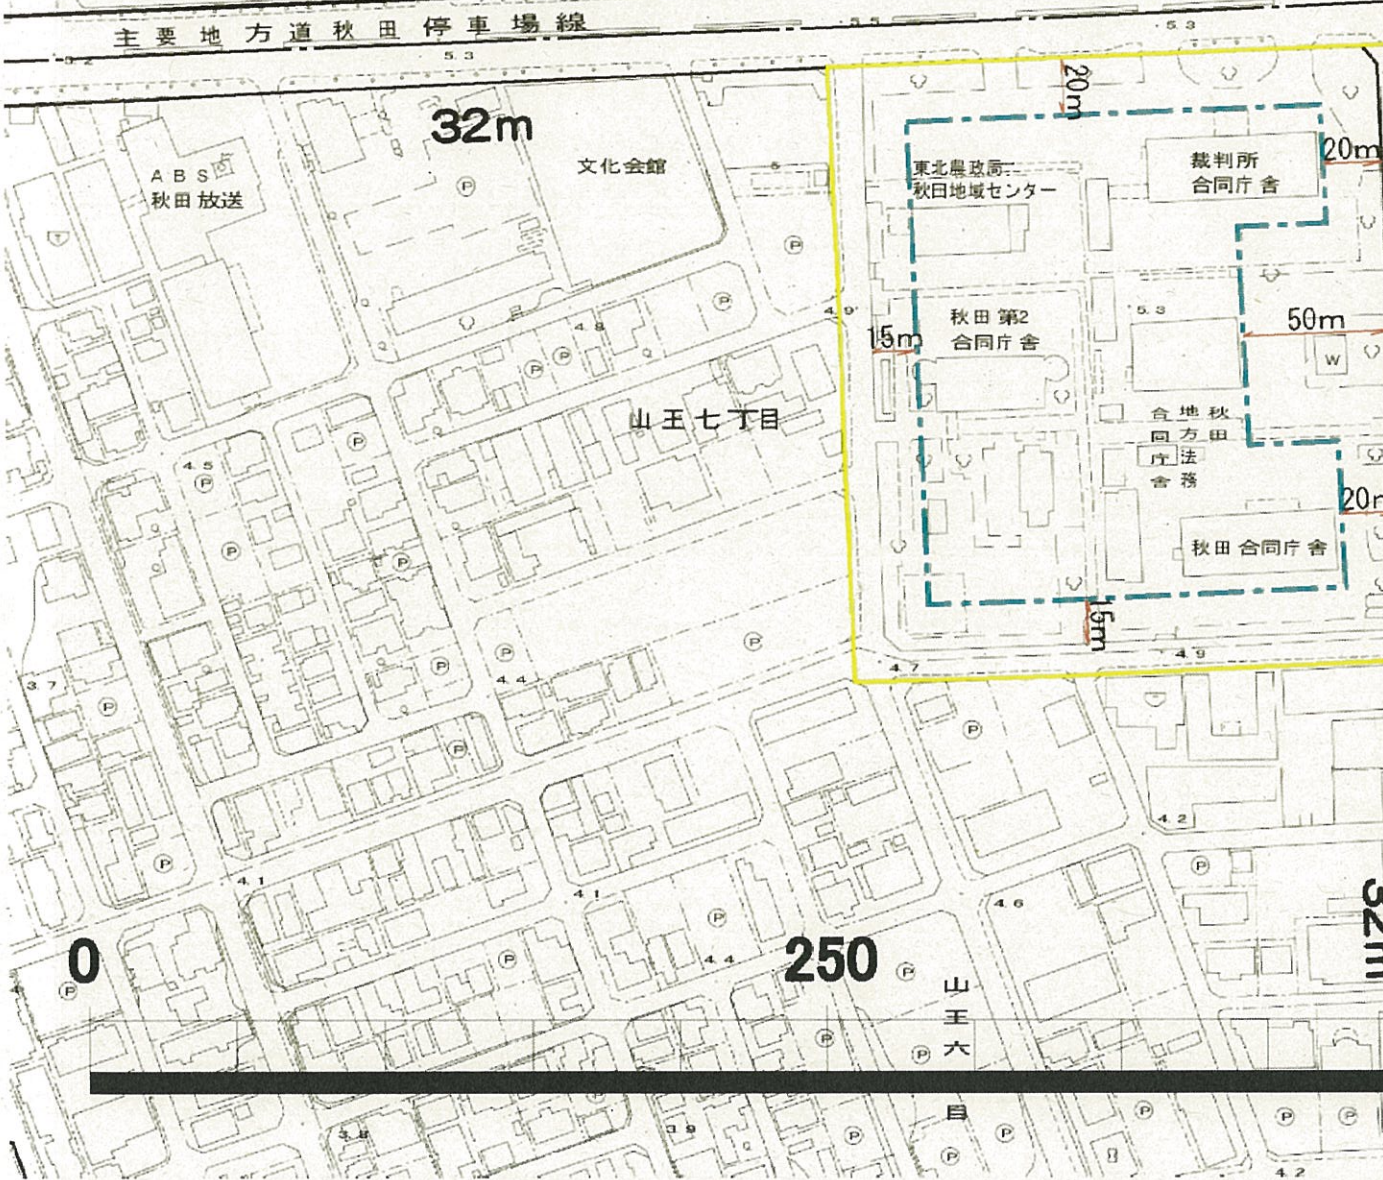 主要地方道秋田停車場線
5.5
5.3
5.3
32m
20m
ABS
秋田放送
文化会館
東北農政局
秋田地域センター
裁判所
合同庁舎
20m
4.8
4.9
15m
秋田第2
合同庁舎
5.3
50m
W
山王七丁目
秋田
地方法務
合同庁舎
4.5
20m
秋田合同庁舎
15m
4.7
4.9
3.7
4.4
4.2
4.1
4.1
4.6
32m
0
250
4.4
山王六
目
3.8
3.9
4.2
P